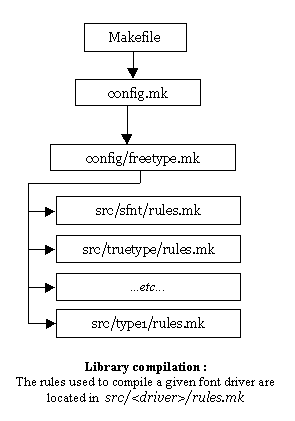 Makefile
config.mk
config/freetype.mk
src/sfnt/rules.mk
src/truetype/rules.mk
...etc...
src/type1/rules.mk
Library compilation :
The rules used to compile a given font driver are
located in src/<driver>/rules.mk